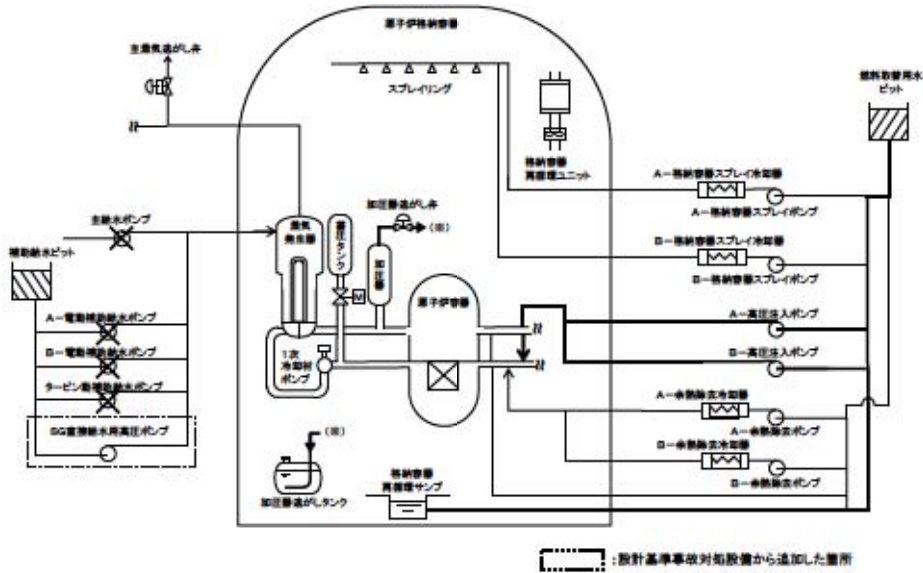 原子炉格納容器
主蒸気逃がし弁
スプレイリング
燃料取替用水
ピット
格納容器
再循環ユニット
A-格納容器スプレイ冷却器
A-格納容器スプレイポンプ
加圧器逃がし弁
(※)
主給水ポンプ
補助給水ピット
蒸気
発生器
蓄圧タンク
加圧器
M
B-格納容器スプレイ冷却器
B-格納容器スプレイポンプ
原子炉容器
A-高圧注入ポンプ
B-高圧注入ポンプ
A-電動補助給水ポンプ
B-電動補助給水ポンプ
タービン動補助給水ポンプ
SG直接給水用高圧ポンプ
1次
冷却材
ポンプ
A-余熱除去冷却器
A-余熱除去ポンプ
B-余熱除去冷却器
B-余熱除去ポンプ
(※)
加圧器逃がしタンク
格納容器
再循環サンプ
:設計基準事故対処設備から追加した箇所